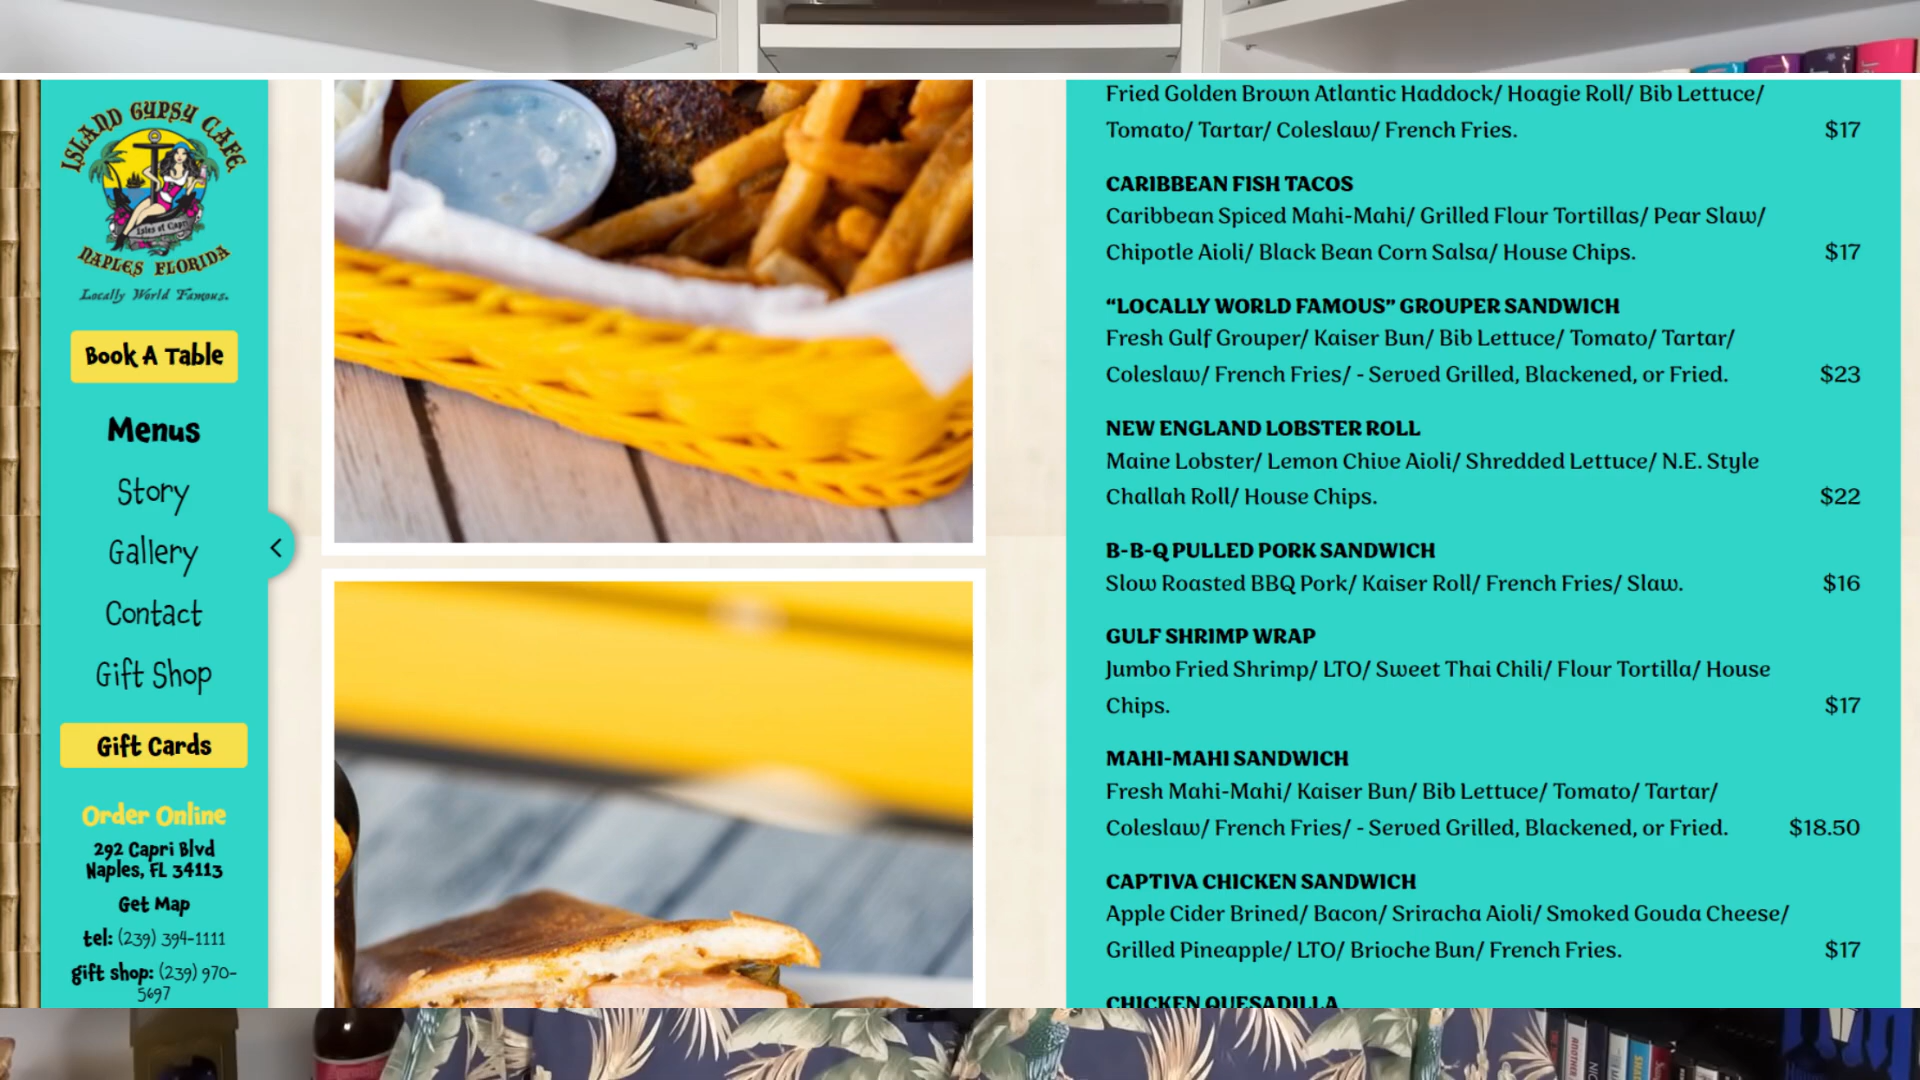 ISLAND GYPSY CAFE
Isles of Capri
NAPLES FLORIDA
Locally World Famous.
Book A Table
Menus
Story
Gallery
Contact
Gift Shop
Gift Cards
Order Online
292 Capri Blvd
Naples, FL 34113
Get Map
tel: (239) 394-1111
gift shop: (239) 970-
5697
Fried Golden Brown Atlantic Haddock/ Hoagie Roll/ Bib Lettuce/
Tomato/ Tartar/ Coleslaw/ French Fries. $17
CARIBBEAN FISH TACOS
Caribbean Spiced Mahi-Mahi/ Grilled Flour Tortillas/ Pear Slaw/
Chipotle Aioli/ Black Bean Corn Salsa/ House Chips. $17
“LOCALLY WORLD FAMOUS” GROUPER SANDWICH
Fresh Gulf Grouper/ Kaiser Bun/ Bib Lettuce/ Tomato/ Tartar/
Coleslaw/ French Fries/ - Served Grilled, Blackened, or Fried. $23
NEW ENGLAND LOBSTER ROLL
Maine Lobster/ Lemon Chive Aioli/ Shredded Lettuce/ N.E. Style
Challah Roll/ House Chips. $22
B-B-Q PULLED PORK SANDWICH
Slow Roasted BBQ Pork/ Kaiser Roll/ French Fries/ Slaw. $16
GULF SHRIMP WRAP
Jumbo Fried Shrimp/ LTO/ Sweet Thai Chili/ Flour Tortilla/ House
Chips. $17
MAHI-MAHI SANDWICH
Fresh Mahi-Mahi/ Kaiser Bun/ Bib Lettuce/ Tomato/ Tartar/
Coleslaw/ French Fries/ - Served Grilled, Blackened, or Fried. $18.50
CAPTIVA CHICKEN SANDWICH
Apple Cider Brined/ Bacon/ Sriracha Aioli/ Smoked Gouda Cheese/
Grilled Pineapple/ LTO/ Brioche Bun/ French Fries. $17
CHICKEN QUESADILLA
ANOTHER